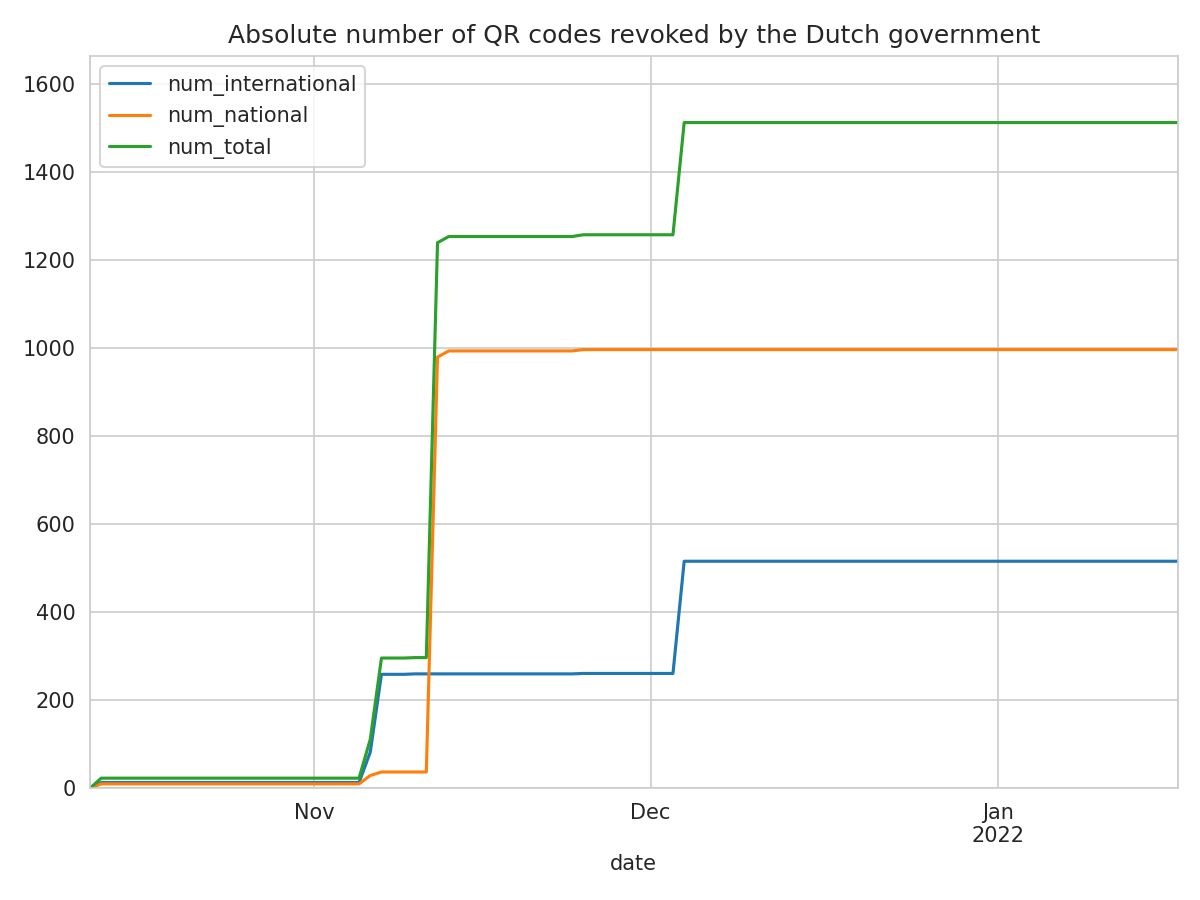 Absolute number of QR codes revoked by the Dutch government
num_international
num_national
num_total
1600
1400
1200
1000
800
600
400
200
0
Nov
Dec
Jan
2022
date